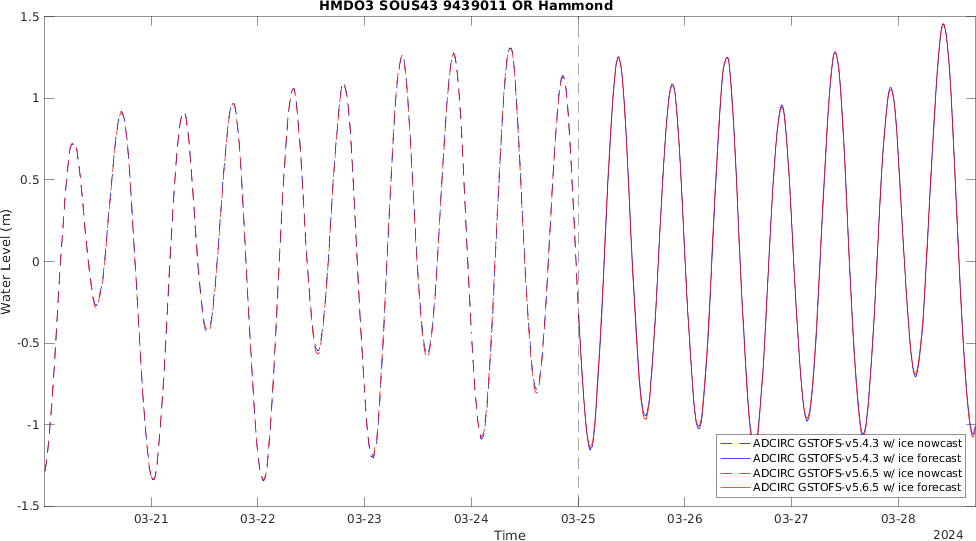 HMDO3 SOUS43 9439011 OR Hammond
1.5
1
0.5
0
-0.5
-1
-1.5
Water Level (m)
ADCIRC GSTOFS-v5.4.3 w/ ice nowcast
ADCIRC GSTOFS-v5.4.3 w/ ice forecast
ADCIRC GSTOFS-v5.6.5 w/ ice nowcast
ADCIRC GSTOFS-v5.6.5 w/ ice forecast
03-21 03-22 03-23 03-24 03-25 03-26 03-27 03-28
Time 2024